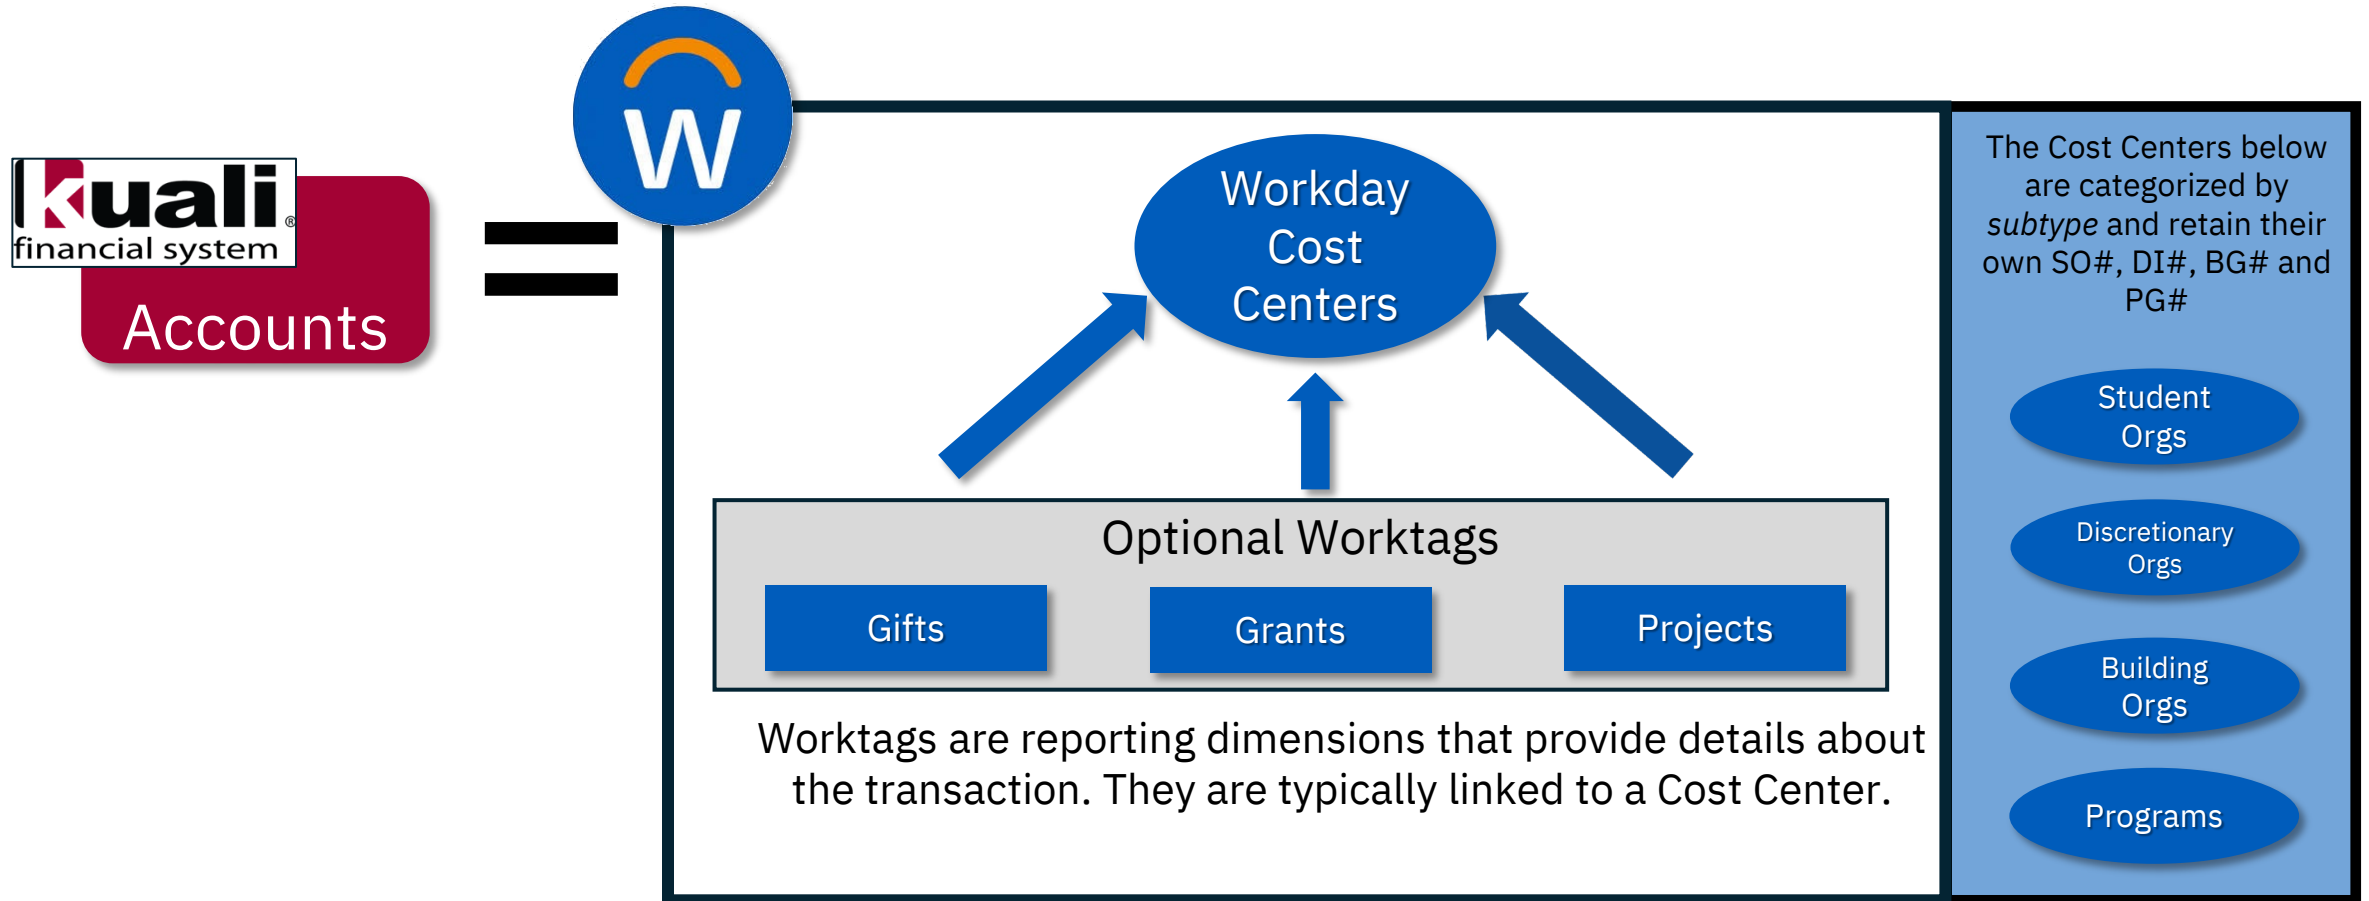 kuali®
financial system
Accounts
W
Workday
Cost
Centers
Optional Worktags
Gifts
Grants
Projects
Worktags are reporting dimensions that provide details about
the transaction. They are typically linked to a Cost Center.
The Cost Centers below
are categorized by
subtype and retain their
own SO#, DI#, BG# and
PG#
Student
Orgs
Discretionary
Orgs
Building
Orgs
Programs